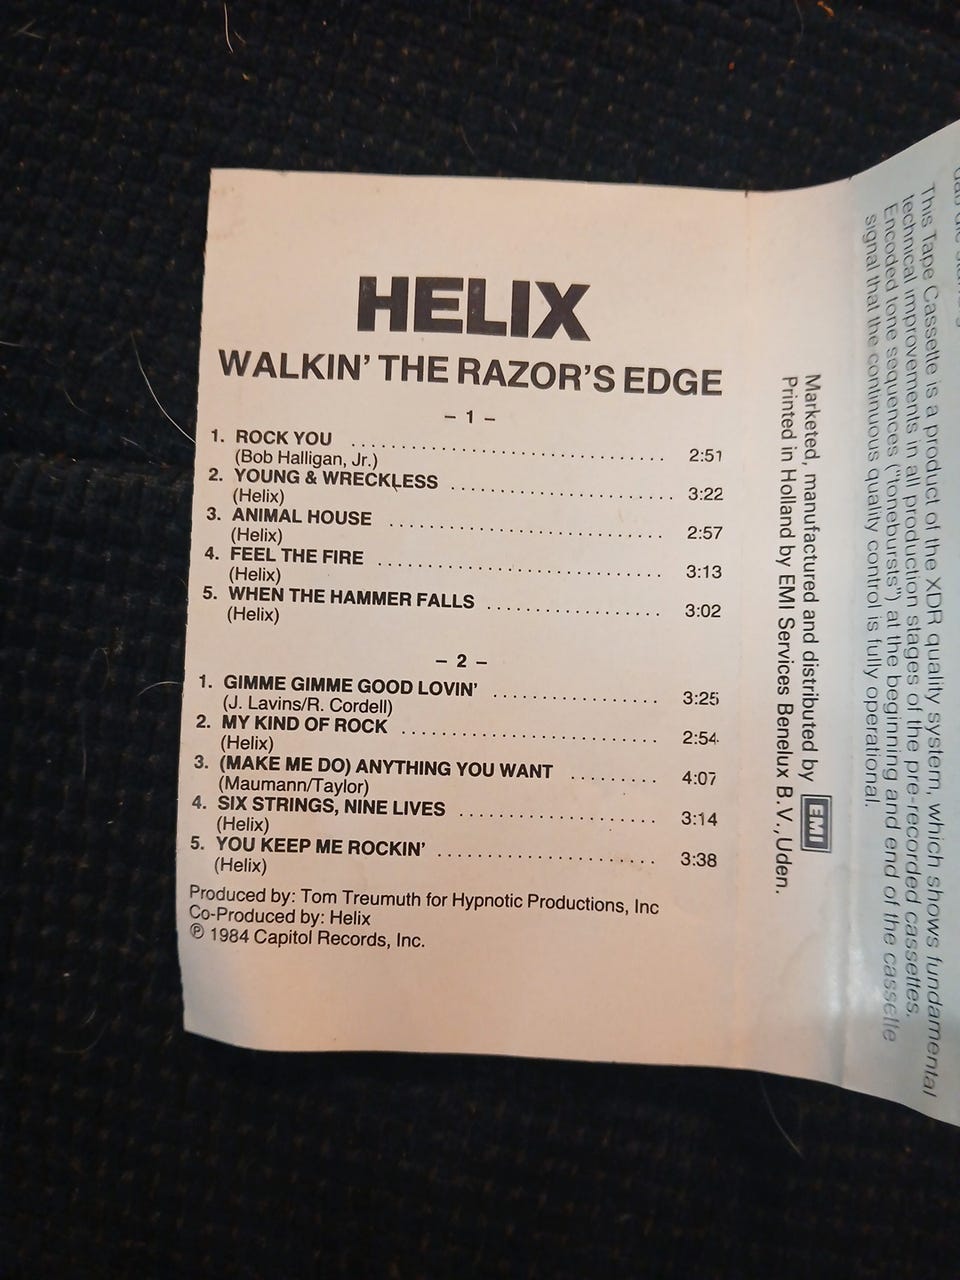 HELIX
WALKIN' THE RAZOR'S EDGE
– 1 –
1. ROCK YOU .......... 2:51
(Bob Halligan, Jr.)
2. YOUNG & WRECKLESS .......... 3:22
(Helix)
3. ANIMAL HOUSE .......... 2:57
(Helix)
4. FEEL THE FIRE .......... 3:13
(Helix)
5. WHEN THE HAMMER FALLS .......... 3:02
(Helix)
– 2 –
1. GIMME GIMME GOOD LOVIN' .......... 3:25
(J. Lavins/R. Cordell)
2. MY KIND OF ROCK .......... 2:54
(Helix)
3. (MAKE ME DO) ANYTHING YOU WANT .......... 4:07
(Maumann/Taylor)
4. SIX STRINGS, NINE LIVES .......... 3:14
(Helix)
5. YOU KEEP ME ROCKIN' .......... 3:38
(Helix)
Produced by: Tom Treumuth for Hypnotic Productions, Inc
Co-Produced by: Helix
℗ 1984 Capitol Records, Inc.
Marketed, manufactured and distributed by EMI
Printed in Holland by EMI Services Benelux B.V., Uden.
This Tape Cassette is a product of the XDR quality system, which shows fundamental
technical improvements in all production stages of the pre-recorded cassettes.
Encoded tone sequences ("tonebursts") at the beginning and end of the cassette
signal that the continuous quality control is fully operational.